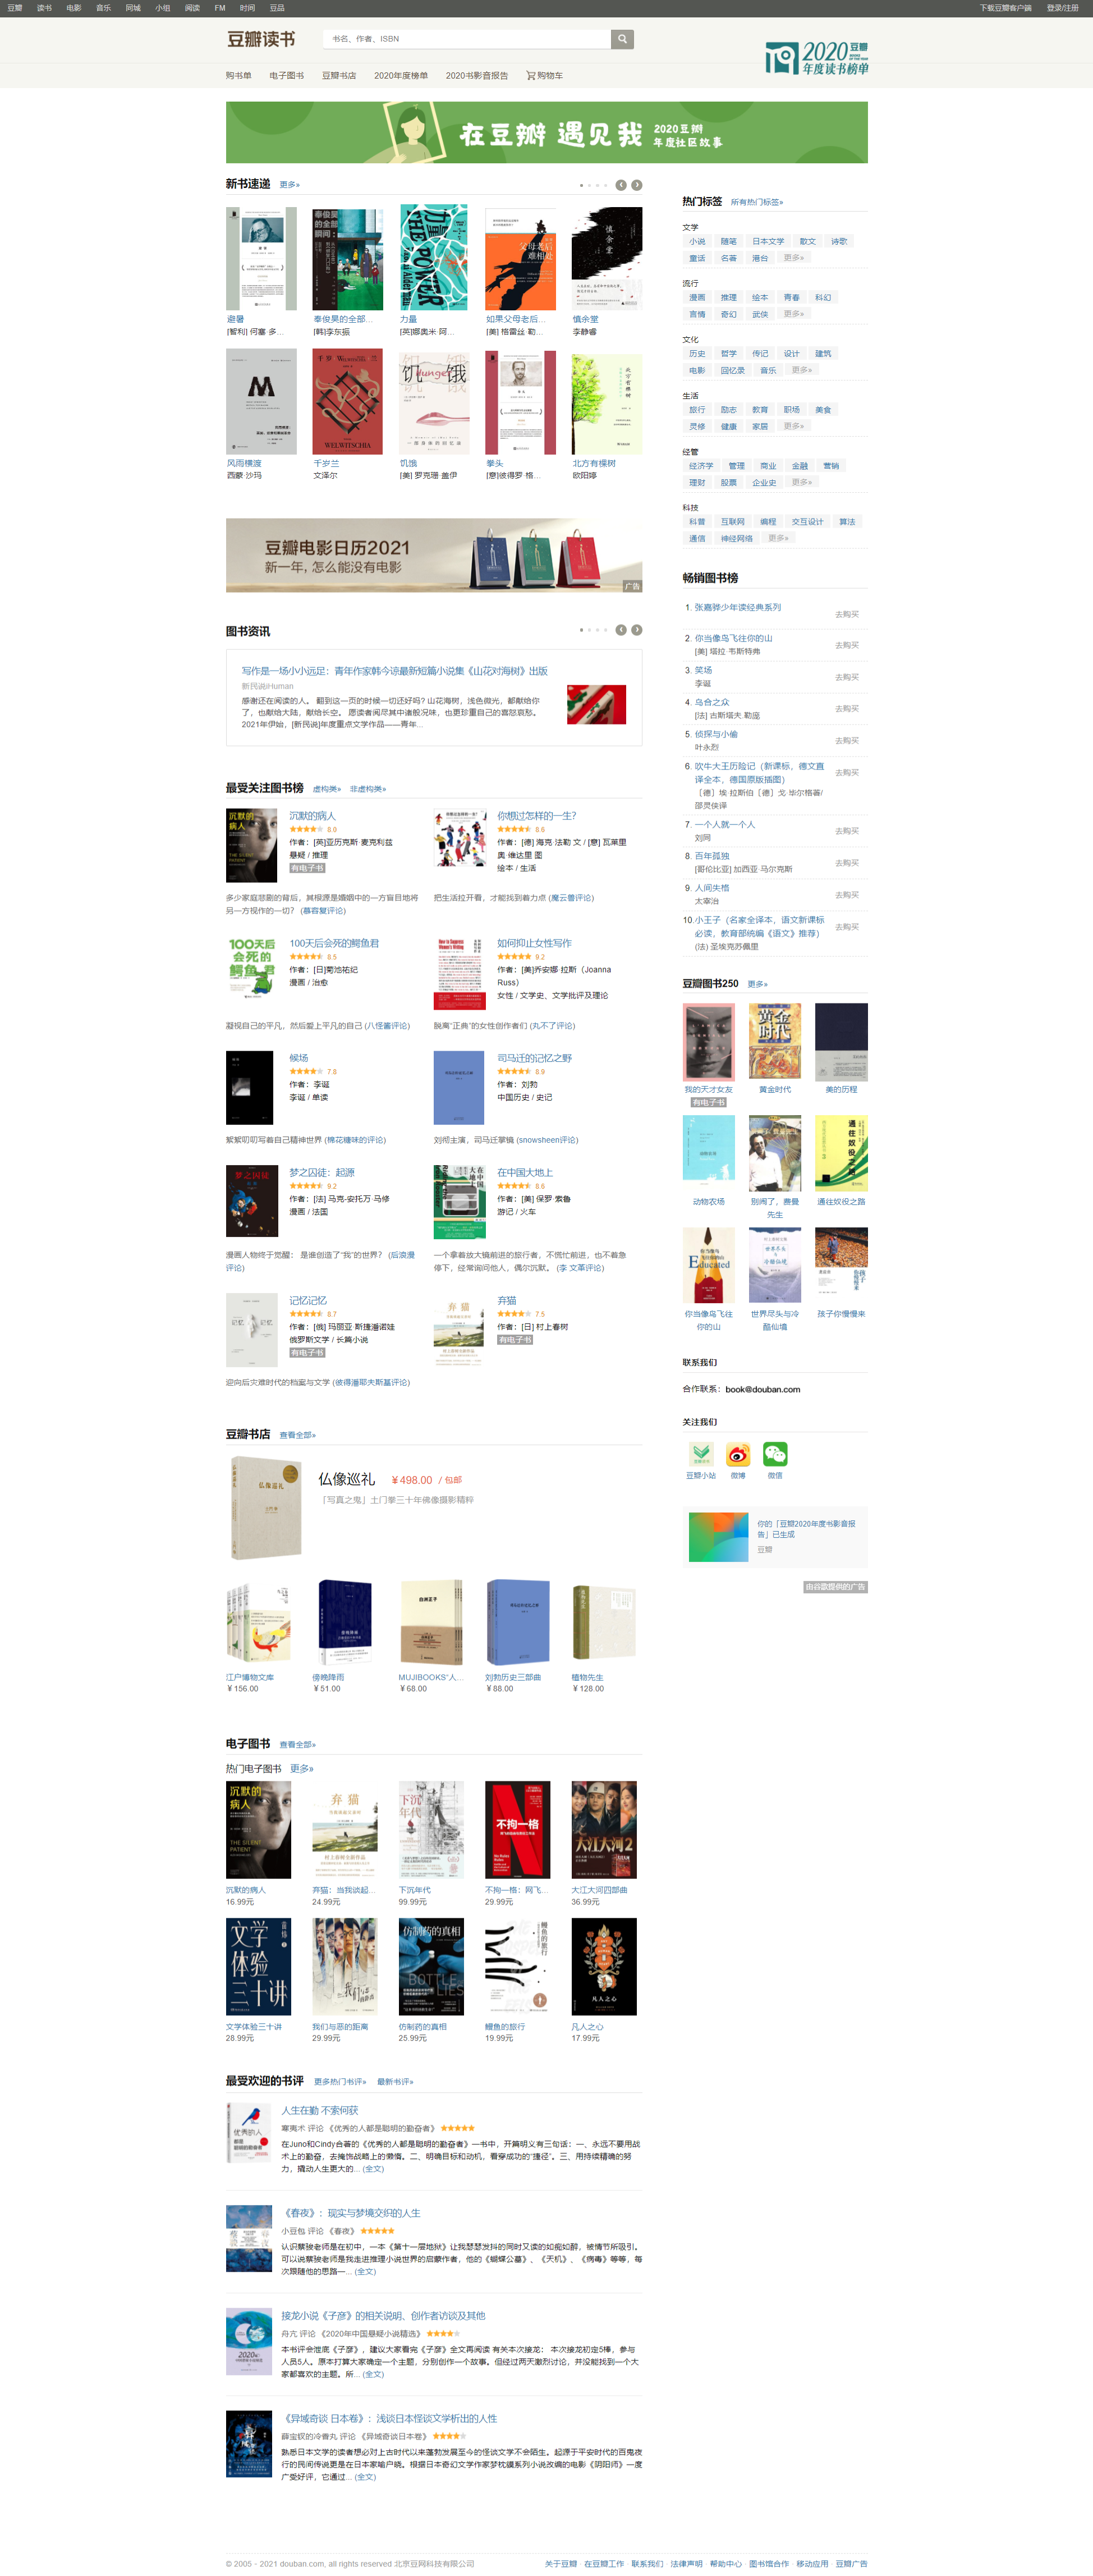 豆瓣 读书 电影 音乐 同城 小组 阅读 FM 时间 豆品 下载豆瓣客户端 登录/注册
豆瓣读书
书名、作者、ISBN
2020 豆瓣
年度读书榜单
购书单 电子图书 豆瓣书店 2020年度榜单 2020书影音报告 购物车
在豆瓣 遇见我 2020豆瓣
年度社区故事
新书速递 更多»
避暑 奉俊昊的全部... 力量 如果父母老后... 慎余堂
[智利] 何塞·多... [韩]李东振 [英]娜奥米·阿... [美] 格雷丝·勒... 李静睿
风雨横渡 千岁兰 饥饿 拳头 北方有棵树
西蒙·沙玛 文泽尔 [美] 罗克珊·盖伊 [意]彼得罗·格... 欧阳婷
豆瓣电影日历2021
新一年，怎么能没有电影
广告
图书资讯
写作是一场小小远足：青年作家韩今谅最新短篇小说集《山花对海树》出版
新民说iHuman
感谢还在阅读的人。 翻到这一页的时候一切还好吗? 山花海树，浅色微光，都献给你
了，也献给大陆，献给长空。 愿读者阅尽其中诸般况味，也更珍重自己的喜怒哀愁。
2021年伊始，[新民说]年度重点文学作品——青年...
最受关注图书榜 虚构类» 非虚构类»
沉默的病人
8.0
作者：[英]亚历克斯·麦克利兹
悬疑 / 推理
有电子书
多少家庭悲剧的背后，其根源是婚姻中的一方盲目地将
另一方视作的一切？ (慕容复评论)
你想过怎样的一生?
8.6
作者：[德] 海克·法勒 文 / [意] 瓦莱里
奥·维达里 图
绘本 / 生活
把生活拉开看，才能找到着力点 (魔云兽评论)
100天后会死的鳄鱼君
8.5
作者：[日]菊池祐纪
漫画 / 治愈
凝视自己的平凡，然后爱上平凡的自己 (八怪酱评论)
如何抑止女性写作
9.2
作者：[美]乔安娜·拉斯（Joanna
Russ）
女性 / 文学史、文学批评及理论
脱离“正典”的女性创作者们 (丸不了评论)
候场
7.8
作者：李诞
李诞 / 单读
絮絮叨叨写着自己精神世界 (棉花糖味的评论)
司马迁的记忆之野
8.9
作者：刘勃
中国历史 / 史记
刘彻主演，司马迁掌镜 (snowsheen评论)
梦之囚徒：起源
9.2
作者：[法] 马克-安托万·马修
漫画 / 法国
漫画人物终于觉醒： 是谁创造了“我”的世界？ (后浪漫
评论)
在中国大地上
8.6
作者：[美] 保罗·索鲁
游记 / 火车
一个拿着放大镜前进的旅行者，不慌忙前进，也不着急
停下，经常询问他人，偶尔沉默。 (李 文革评论)
记忆记忆
8.7
作者：[俄] 玛丽亚·斯捷潘诺娃
俄罗斯文学 / 长篇小说
有电子书
迎向后灾难时代的档案与文学 (彼得潘耶夫斯基评论)
弃猫
7.5
作者：[日] 村上春树
有电子书
豆瓣书店 查看全部»
仏像巡礼 ¥498.00 / 包邮
「写真之鬼」土门拳三十年佛像摄影精粹
江户博物文库 傍晚降雨 MUJIBOOKS“人... 刘勃历史三部曲 植物先生
¥156.00 ¥51.00 ¥68.00 ¥88.00 ¥128.00
电子图书 查看全部»
热门电子图书 更多»
沉默的病人 弃猫：当我谈起... 下沉年代 不拘一格：网飞... 大江大河四部曲
16.99元 24.99元 99.99元 29.99元 36.99元
文学体验三十讲 我们与恶的距离 仿制药的真相 鳗鱼的旅行 凡人之心
28.99元 29.99元 25.99元 19.99元 17.99元
最受欢迎的书评 更多热门书评» 最新书评»
人生在勤 不索何获
寒夷术 评论 《优秀的人都是聪明的勤奋者》
在Juno和Cindy合著的《优秀的人都是聪明的勤奋者》一书中，开篇明义有三句话：一、永远不要用战
术上的勤奋，去掩饰战略上的懒惰。二、明确目标和动机，看穿成功的“捷径”。三、用持续精确的努
力，撬动人生更大的... (全文)
《春夜》：现实与梦境交织的人生
小豆包 评论 《春夜》
认识蔡骏老师是在初中，一本《第十一层地狱》让我瑟瑟发抖的同时又读的如痴如醉，被情节所吸引。
可以说蔡骏老师是我走进推理小说世界的启蒙作者，他的《蝴蝶公墓》、《天机》、《病毒》等等，每
次跟随他的思路一... (全文)
接龙小说《子彦》的相关说明、创作者访谈及其他
舟亢 评论 《2020年中国悬疑小说精选》
本书评会泄底《子彦》，建议大家看完《子彦》全文再阅读 有关本次接龙： 本次接龙初定5棒，参与
人员5人。原本打算大家确定一个主题，分别创作一个故事。但经过两天激烈讨论，并没能找到一个大
家都喜欢的主题。所... (全文)
《异域奇谈 日本卷》：浅谈日本怪谈文学析出的人性
薛宝钗的冷香丸 评论 《异域奇谈日本卷》
熟悉日本文学的读者想必对上古时代以来蓬勃发展至今的怪谈文学不会陌生。起源于平安时代的百鬼夜
行的民间传说更是在日本家喻户晓。根据日本奇幻文学作家梦枕貘系列小说改编的电影《阴阳师》一度
广受好评，它通过... (全文)
热门标签 所有热门标签»
文学
小说 随笔 日本文学 散文 诗歌
童话 名著 港台 更多»
流行
漫画 推理 绘本 青春 科幻
言情 奇幻 武侠 更多»
文化
历史 哲学 传记 设计 建筑
电影 回忆录 音乐 更多»
生活
旅行 励志 教育 职场 美食
灵修 健康 家居 更多»
经管
经济学 管理 商业 金融 营销
理财 股票 企业史 更多»
科技
科普 互联网 编程 交互设计 算法
通信 神经网络 更多»
畅销图书榜
1. 张嘉骅少年读经典系列 去购买
2. 你当像鸟飞往你的山
[美] 塔拉·韦斯特弗 去购买
3. 笑场
李诞 去购买
4. 乌合之众
[法] 古斯塔夫.勒庞 去购买
5. 侦探与小偷
叶永烈 去购买
6. 吹牛大王历险记（新课标，德文直
译全本，德国原版插图） 去购买
［德］埃·拉斯伯［德］戈·毕尔格著/
邵灵侠译
7. 一个人就一个人
刘同 去购买
8. 百年孤独
[哥伦比亚] 加西亚·马尔克斯 去购买
9. 人间失格
太宰治 去购买
10. 小王子（名家全译本，语文新课标
必读，教育部统编《语文》推荐） 去购买
(法) 圣埃克苏佩里
豆瓣图书250 更多»
我的天才女友 黄金时代 美的历程
有电子书
动物农场 别闹了，费曼 通往奴役之路
先生
你当像鸟飞往 世界尽头与冷 孩子你慢慢来
你的山 酷仙境
联系我们
合作联系：book@douban.com
关注我们
豆瓣小站 微博 微信
你的「豆瓣2020年度书影音报
告」已生成
豆瓣
由谷歌提供的广告
© 2005－2021 douban.com, all rights reserved 北京豆网科技有限公司
关于豆瓣 在豆瓣工作 联系我们 法律声明 帮助中心 图书馆合作 移动应用 豆瓣广告